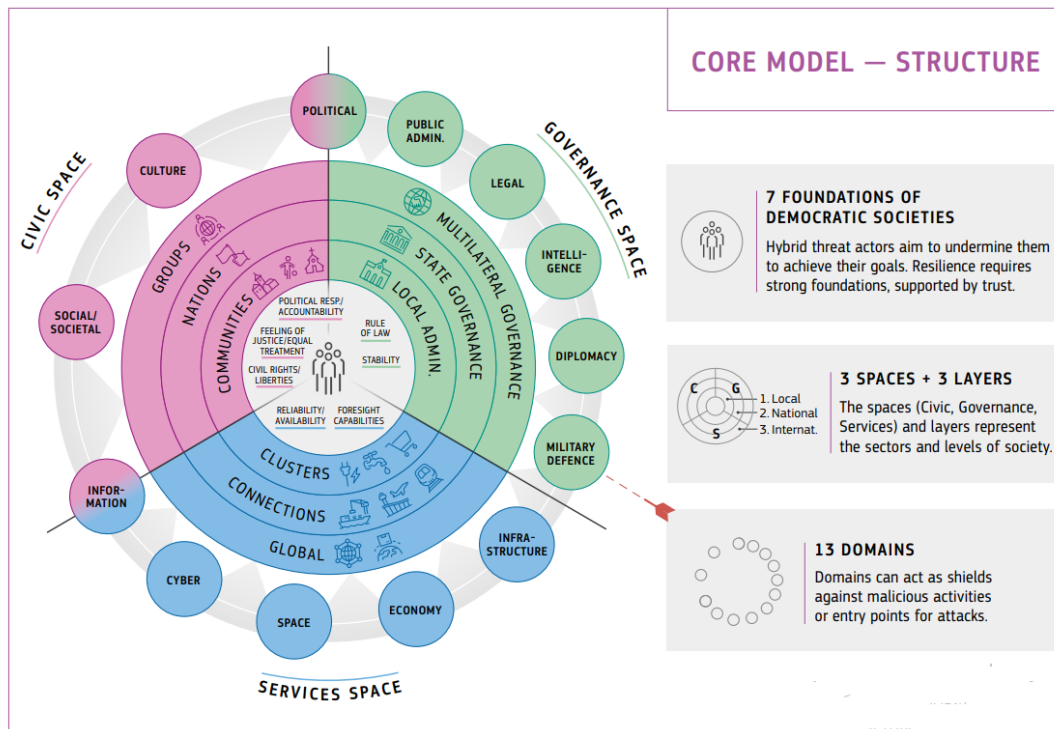 CORE MODEL — STRUCTURE
CIVIC SPACE
GOVERNANCE SPACE
SERVICES SPACE
POLITICAL
PUBLIC
ADMIN.
LEGAL
INTELLI-
GENCE
DIPLOMACY
MILITARY
DEFENCE
INFRA-
STRUCTURE
ECONOMY
SPACE
CYBER
INFOR-
MATION
SOCIAL/
SOCIETAL
CULTURE
GROUPS
NATIONS
COMMUNITIES
MULTILATERAL GOVERNANCE
STATE GOVERNANCE
LOCAL ADMIN.
CLUSTERS
CONNECTIONS
GLOBAL
POLITICAL RESP./
ACCOUNTABILITY
FEELING OF
JUSTICE/EQUAL
TREATMENT
CIVIL RIGHTS/
LIBERTIES
RULE
OF LAW
STABILITY
RELIABILITY/
AVAILABILITY
FORESIGHT
CAPABILITIES
7 FOUNDATIONS OF
DEMOCRATIC SOCIETIES
Hybrid threat actors aim to undermine them
to achieve their goals. Resilience requires
strong foundations, supported by trust.
C
G
S
1. Local
2. National
3. Internat.
3 SPACES + 3 LAYERS
The spaces (Civic, Governance,
Services) and layers represent
the sectors and levels of society.
13 DOMAINS
Domains can act as shields
against malicious activities
or entry points for attacks.